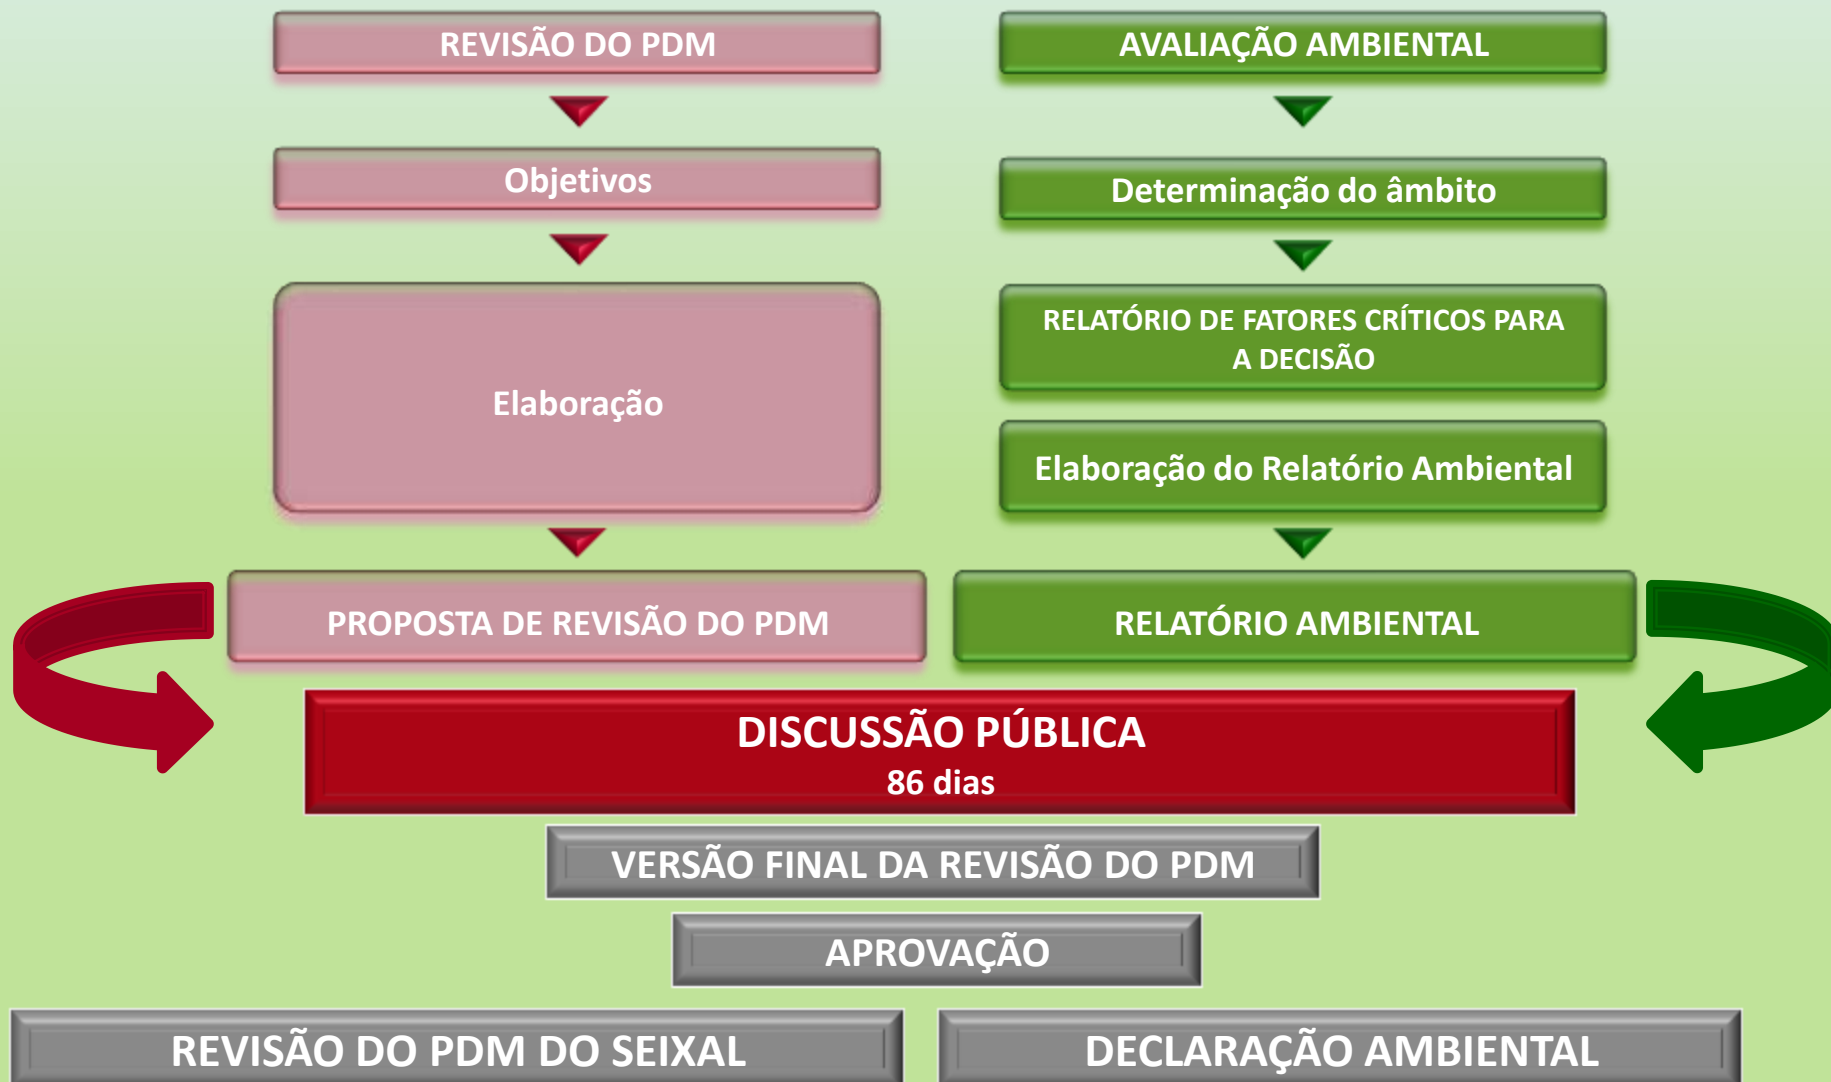 REVISÃO DO PDM
Objetivos
Elaboração
PROPOSTA DE REVISÃO DO PDM
AVALIAÇÃO AMBIENTAL
Determinação do âmbito
RELATÓRIO DE FATORES CRÍTICOS PARA
A DECISÃO
Elaboração do Relatório Ambiental
RELATÓRIO AMBIENTAL
DISCUSSÃO PÚBLICA
86 dias
VERSÃO FINAL DA REVISÃO DO PDM
APROVAÇÃO
REVISÃO DO PDM DO SEIXAL
DECLARAÇÃO AMBIENTAL